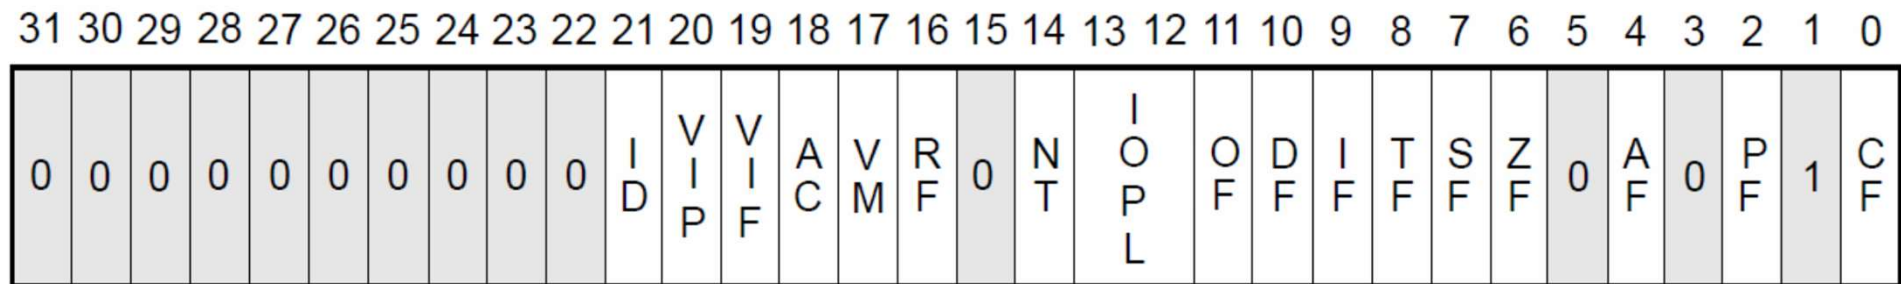 31 30 29 28 27 26 25 24 23 22 21 20 19 18 17 16 15 14 13 12 11 10 9 8 7 6 5 4 3 2 1 0
0 0 0 0 0 0 0 0 0 0 ID VIP VIF AC VM RF 0 NT IOPL OF DF IF TF SF ZF 0 AF 0 PF 1 CF